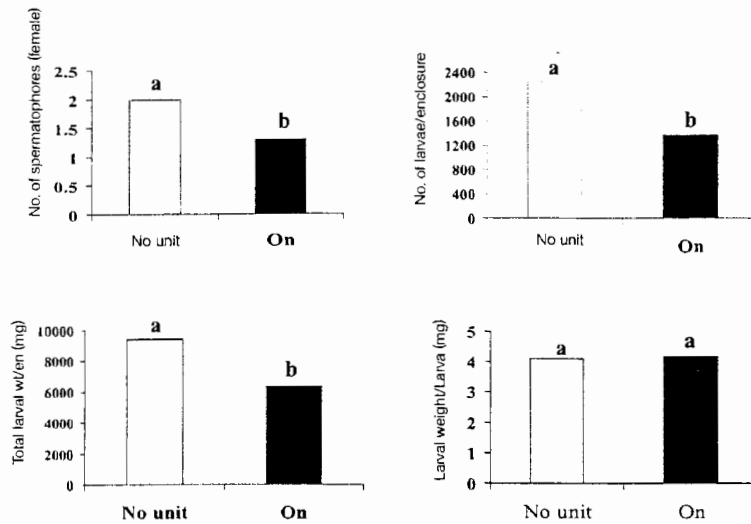 No. of spermatophores (female)
2.5
2
1.5
1
0.5
0
a
b
No unit
On
No. of larvae/enclosure
2400
2000
1600
1200
800
400
0
a
b
No unit
On
Total larval wt/en (mg)
10000
8000
6000
4000
2000
0
a
b
No unit
On
Larval weight/Larva (mg)
5
4
3
2
1
0
a
a
No unit
On